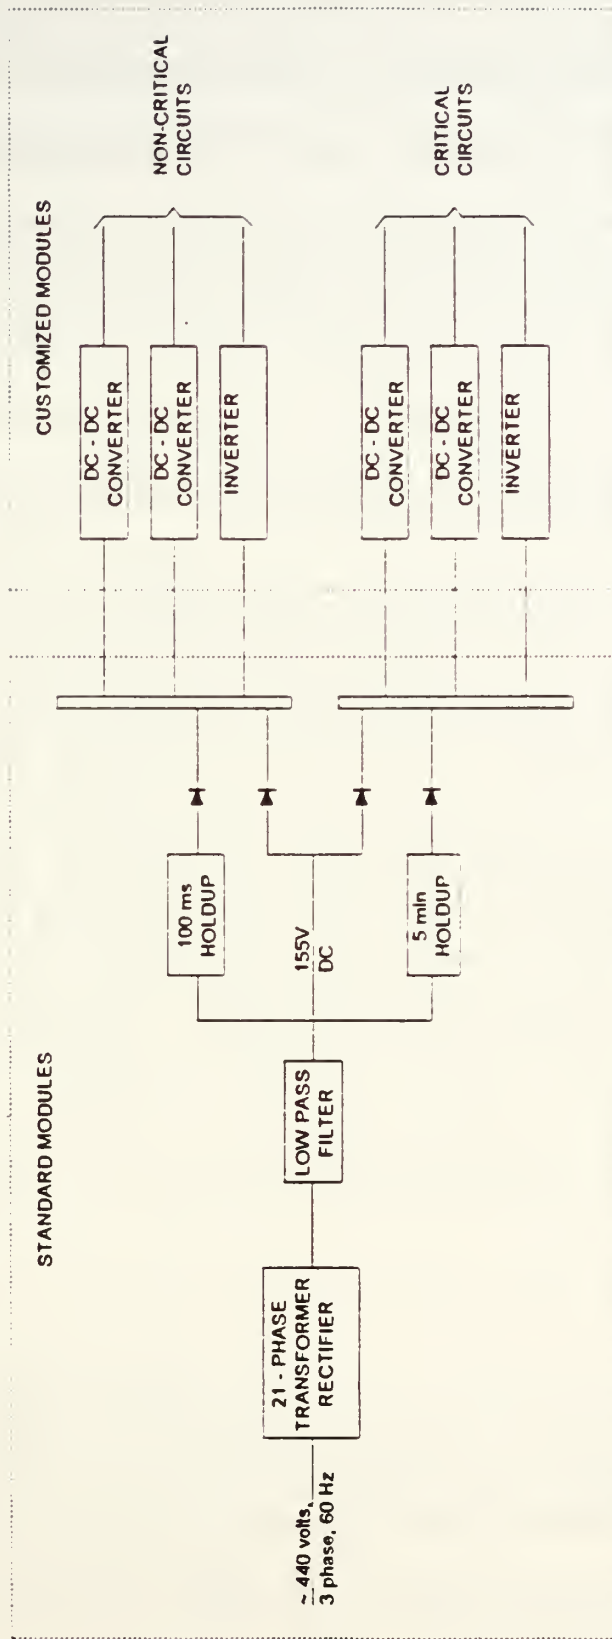 STANDARD MODULES
CUSTOMIZED MODULES
~ 440 volts,
3 phase, 60 Hz
21 - PHASE
TRANSFORMER
RECTIFIER
LOW PASS
FILTER
100 ms
HOLDUP
155V
DC
5 min
HOLDUP
DC - DC
CONVERTER
DC - DC
CONVERTER
INVERTER
NON-CRITICAL
CIRCUITS
DC - DC
CONVERTER
DC - DC
CONVERTER
INVERTER
CRITICAL
CIRCUITS